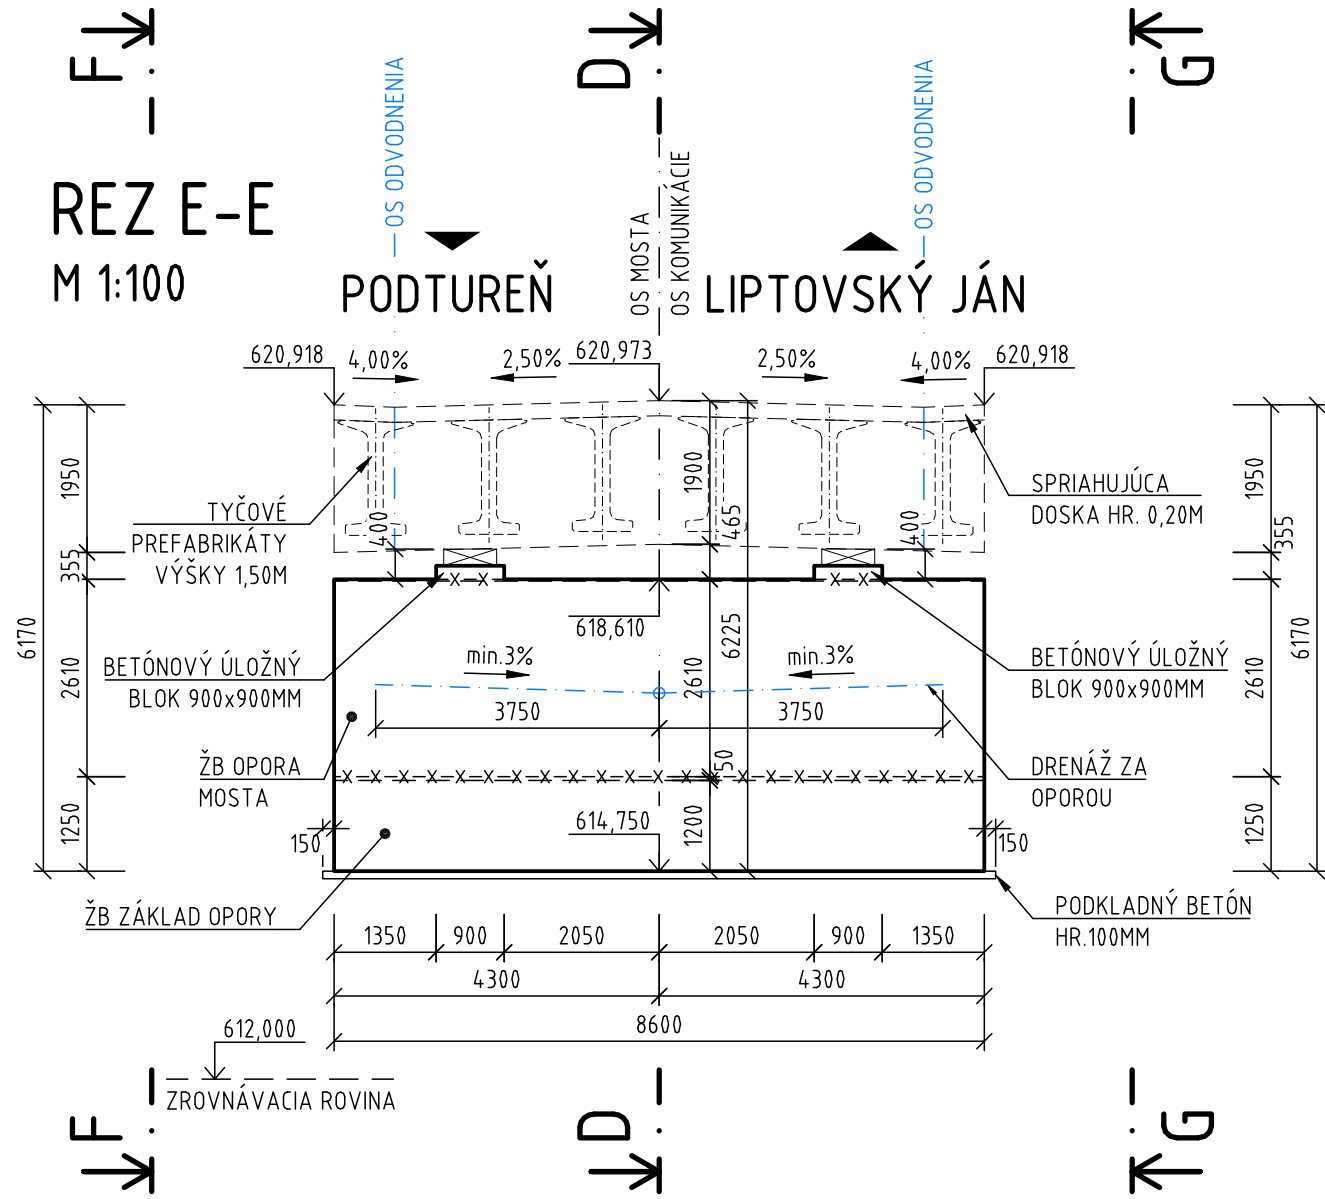 F
D
G
OS ODVODNENIA
OS ODVODNENIA
REZ E-E
M 1:100
OS MOSTA
OS KOMUNIKÁCIE
PODTUREŇ
LIPTOVSKÝ JÁN
620,918
4,00%
2,50%
620,973
2,50%
4,00%
620,918
6170
1950
355
2610
1250
TYČOVÉ
PREFABRIKÁTY
VÝŠKY 1,50M
400
1900
465
400
SPRIAHUJÚCA
DOSKA HR. 0,20M
1950
355
2610
1250
6170
618,610
6225
2610
50
1200
BETÓNOVÝ ÚLOŽNÝ
BLOK 900x900MM
min.3%
min.3%
BETÓNOVÝ ÚLOŽNÝ
BLOK 900x900MM
3750
3750
ŽB OPORA
MOSTA
DRENÁŽ ZA
OPOROU
614,750
150
150
ŽB ZÁKLAD OPORY
PODKLADNÝ BETÓN
HR.100MM
1350
900
2050
2050
900
1350
4300
4300
8600
612,000
ZROVNÁVACIA ROVINA
F
D
G